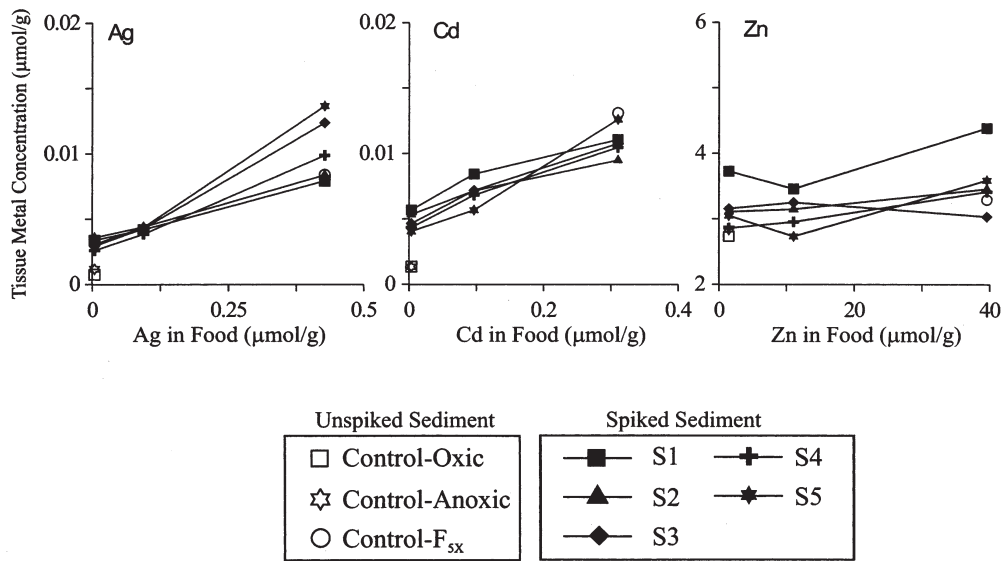 Tissue Metal Concentration (μmol/g)
Ag
0.02
0.01
0
0
0.25
0.5
Ag in Food (μmol/g)
Cd
0.02
0.01
0
0
0.2
0.4
Cd in Food (μmol/g)
Zn
6
4
2
0
20
40
Zn in Food (μmol/g)
Unspiked Sediment
Control-Oxic
Control-Anoxic
Control-F5X
Spiked Sediment
S1
S2
S3
S4
S5